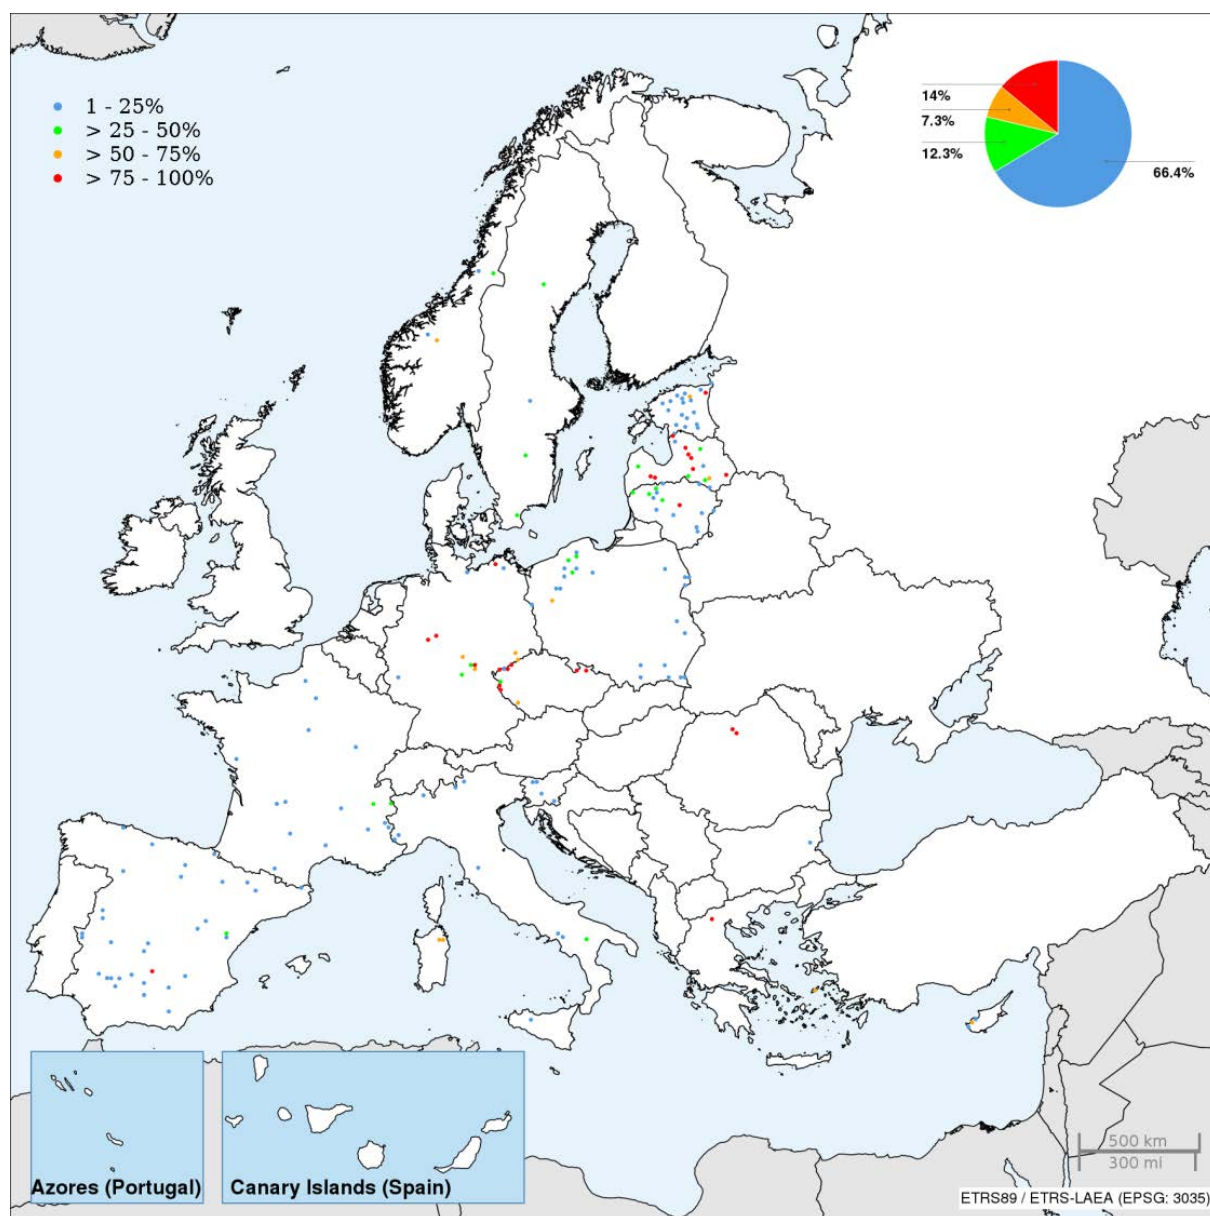 1 - 25%
> 25 - 50%
> 50 - 75%
> 75 - 100%
14%
7.3%
12.3%
66.4%
Azores (Portugal)
Canary Islands (Spain)
500 km
300 mi
ETRS89 / ETRS-LAEA (EPSG: 3035)